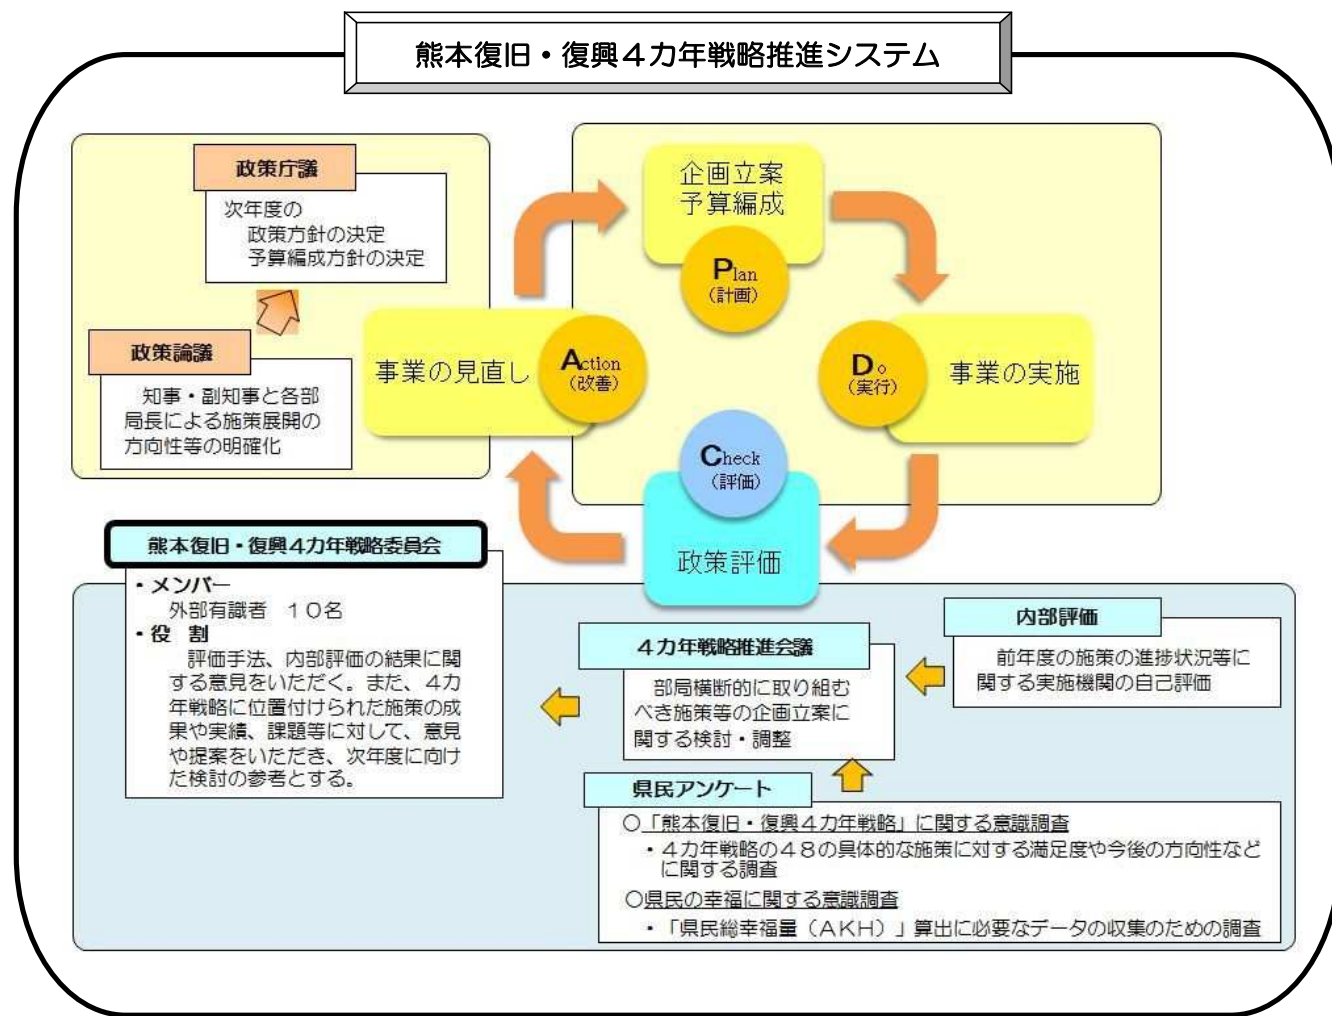 熊本復旧・復興４カ年戦略推進システム
政策庁議
次年度の
政策方針の決定
予算編成方針の決定
政策論議
知事・副知事と各部
局長による施策展開の
方向性等の明確化
企画立案
予算編成
Plan
（計画）
事業の見直し
Action
（改善）
Do
（実行）
事業の実施
Check
（評価）
政策評価
熊本復旧・復興４カ年戦略委員会
・メンバー
外部有識者　１０名
・役　割
評価手法、内部評価の結果に関
する意見をいただく。また、４カ
年戦略に位置付けられた施策の成
果や実績、課題等に対して、意見
や提案をいただき、次年度に向け
た検討の参考とする。
４カ年戦略推進会議
部局横断的に取り組む
べき施策等の企画立案に
関する検討・調整
内部評価
前年度の施策の進捗状況等に
関する実施機関の自己評価
県民アンケート
○「熊本復旧・復興４カ年戦略」に関する意識調査
・４カ年戦略の４８の具体的な施策に対する満足度や今後の方向性など
に関する調査
○県民の幸福に関する意識調査
・「県民総幸福量（ＡＫＨ）」算出に必要なデータの収集のための調査